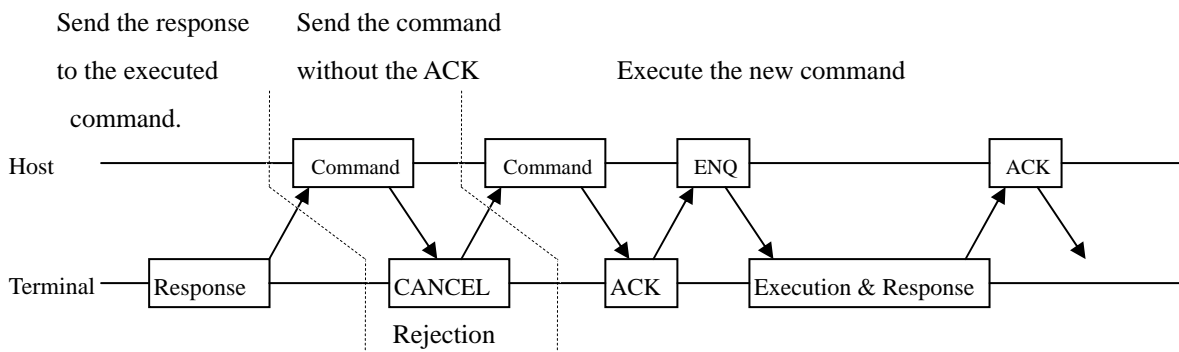 Send the response
to the executed
command.
Send the command
without the ACK
Execute the new command
Host
Command
Command
ENQ
ACK
Terminal
Response
CANCEL
ACK
Execution & Response
Rejection